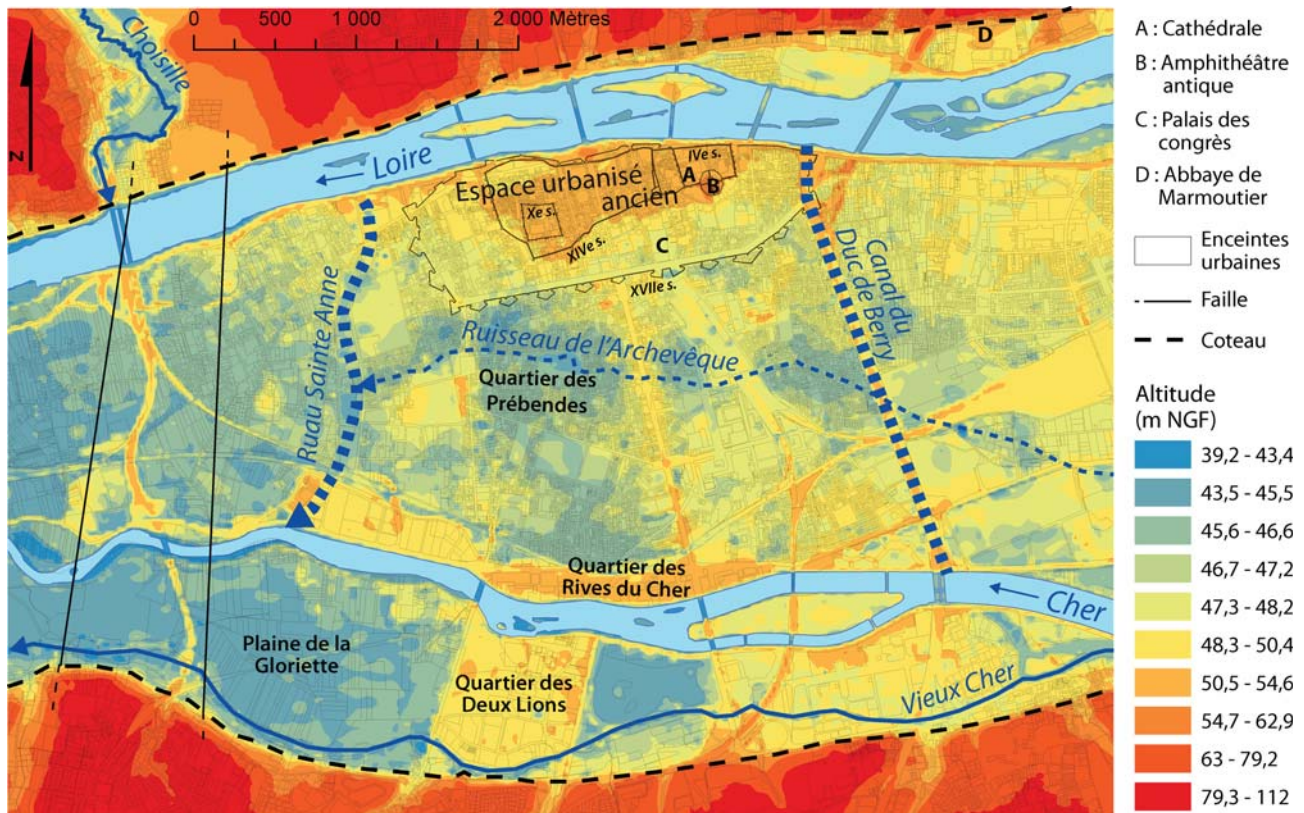 0 500 1 000 2 000 Mètres
Choisille
N
D
Loire
IVe s.
A
B
Espace urbanisé
ancien
Xe s.
XIVe s.
C
XVIIe s.
Ruau Sainte Anne
Canal du
Duc de Berry
Ruisseau de l'Archevêque
Quartier des
Prébendes
Quartier des
Rives du Cher
Cher
Plaine de la
Gloriette
Quartier des
Deux Lions
Vieux Cher
A : Cathédrale
B : Amphithéâtre
antique
C : Palais des
congrès
D : Abbaye de
Marmoutier
Enceintes
urbaines
Faille
Coteau
Altitude
(m NGF)
39,2 - 43,4
43,5 - 45,5
45,6 - 46,6
46,7 - 47,2
47,3 - 48,2
48,3 - 50,4
50,5 - 54,6
54,7 - 62,9
63 - 79,2
79,3 - 112